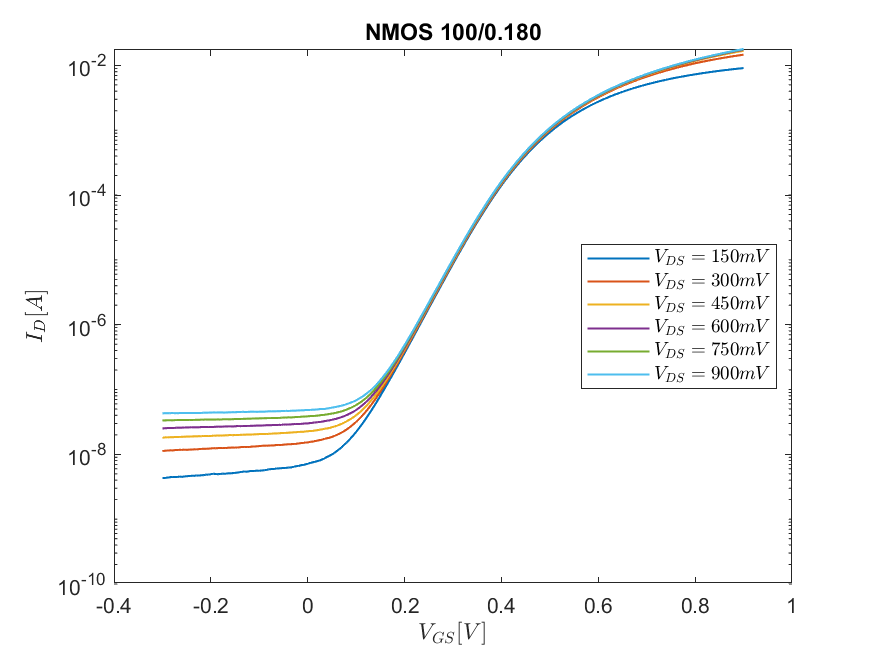 NMOS 100/0.180
10^-2
10^-4
10^-6
10^-8
10^-10
I_D[A]
V_DS = 150mV
V_DS = 300mV
V_DS = 450mV
V_DS = 600mV
V_DS = 750mV
V_DS = 900mV
-0.4 -0.2 0 0.2 0.4 0.6 0.8 1
V_GS[V]